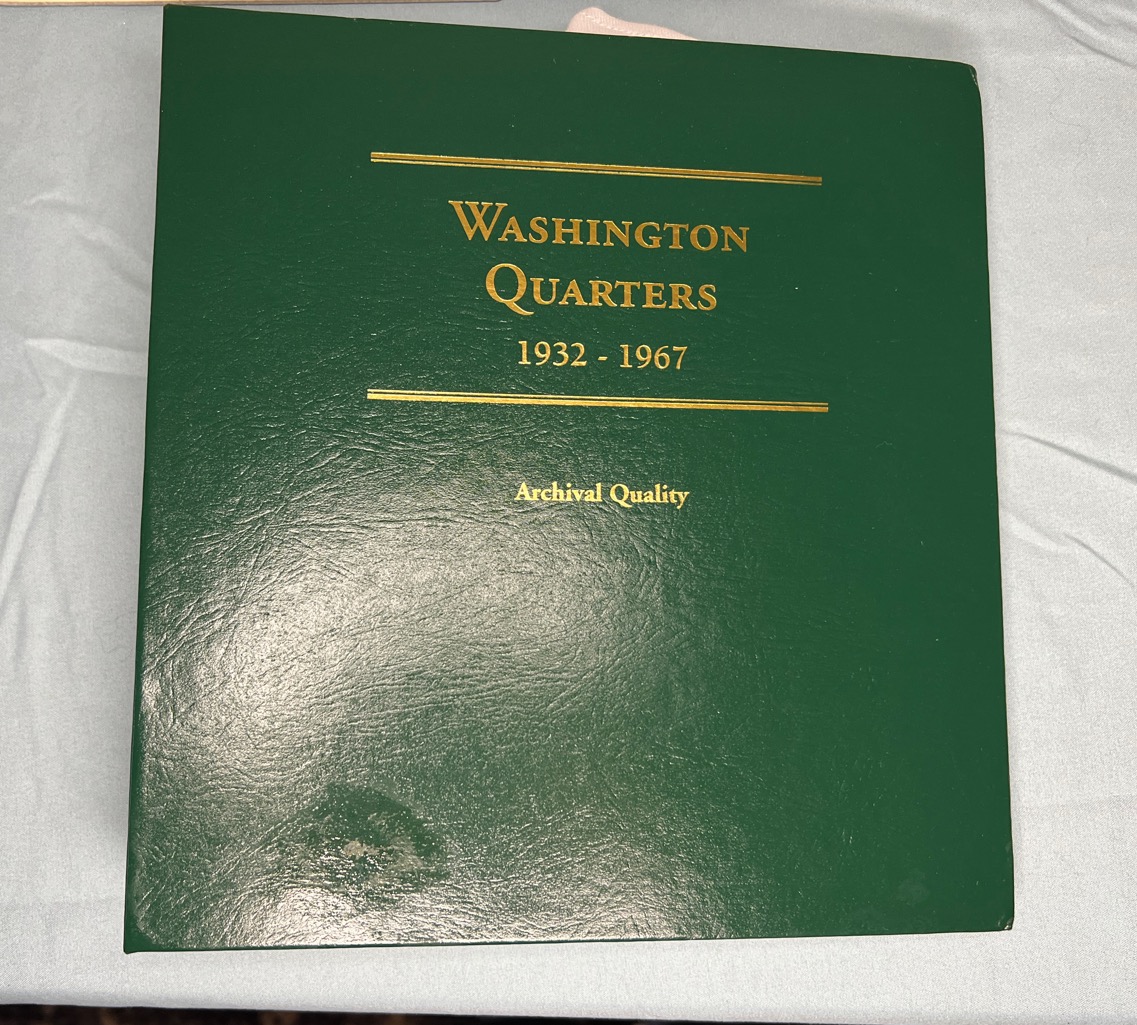 WASHINGTON
QUARTERS
1932 - 1967
Archival Quality